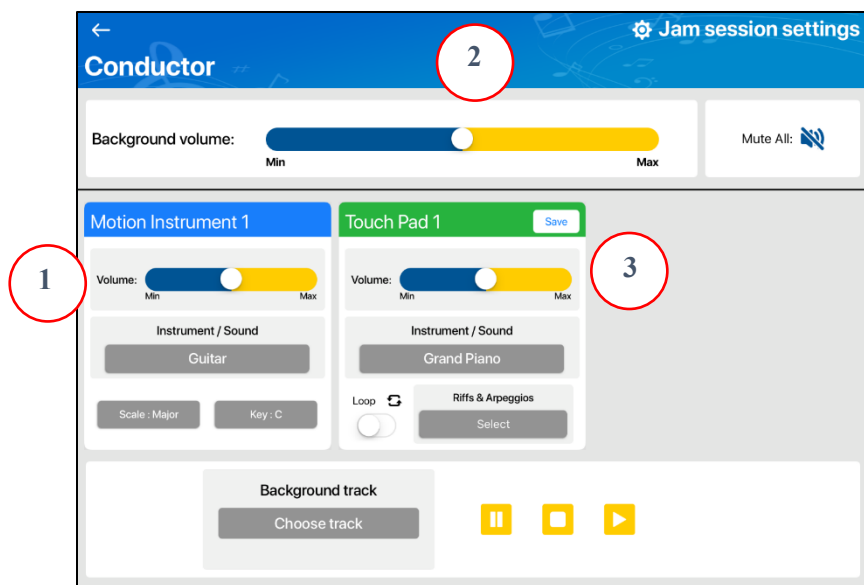 Jam session settings
Conductor
2
Background volume:
Min
Max
Mute All:
Motion Instrument 1
Touch Pad 1
Save
1
3
Volume:
Min
Max
Volume:
Min
Max
Instrument / Sound
Guitar
Instrument / Sound
Grand Piano
Scale : Major
Key : C
Loop
Riffs & Arpeggios
Select
Background track
Choose track